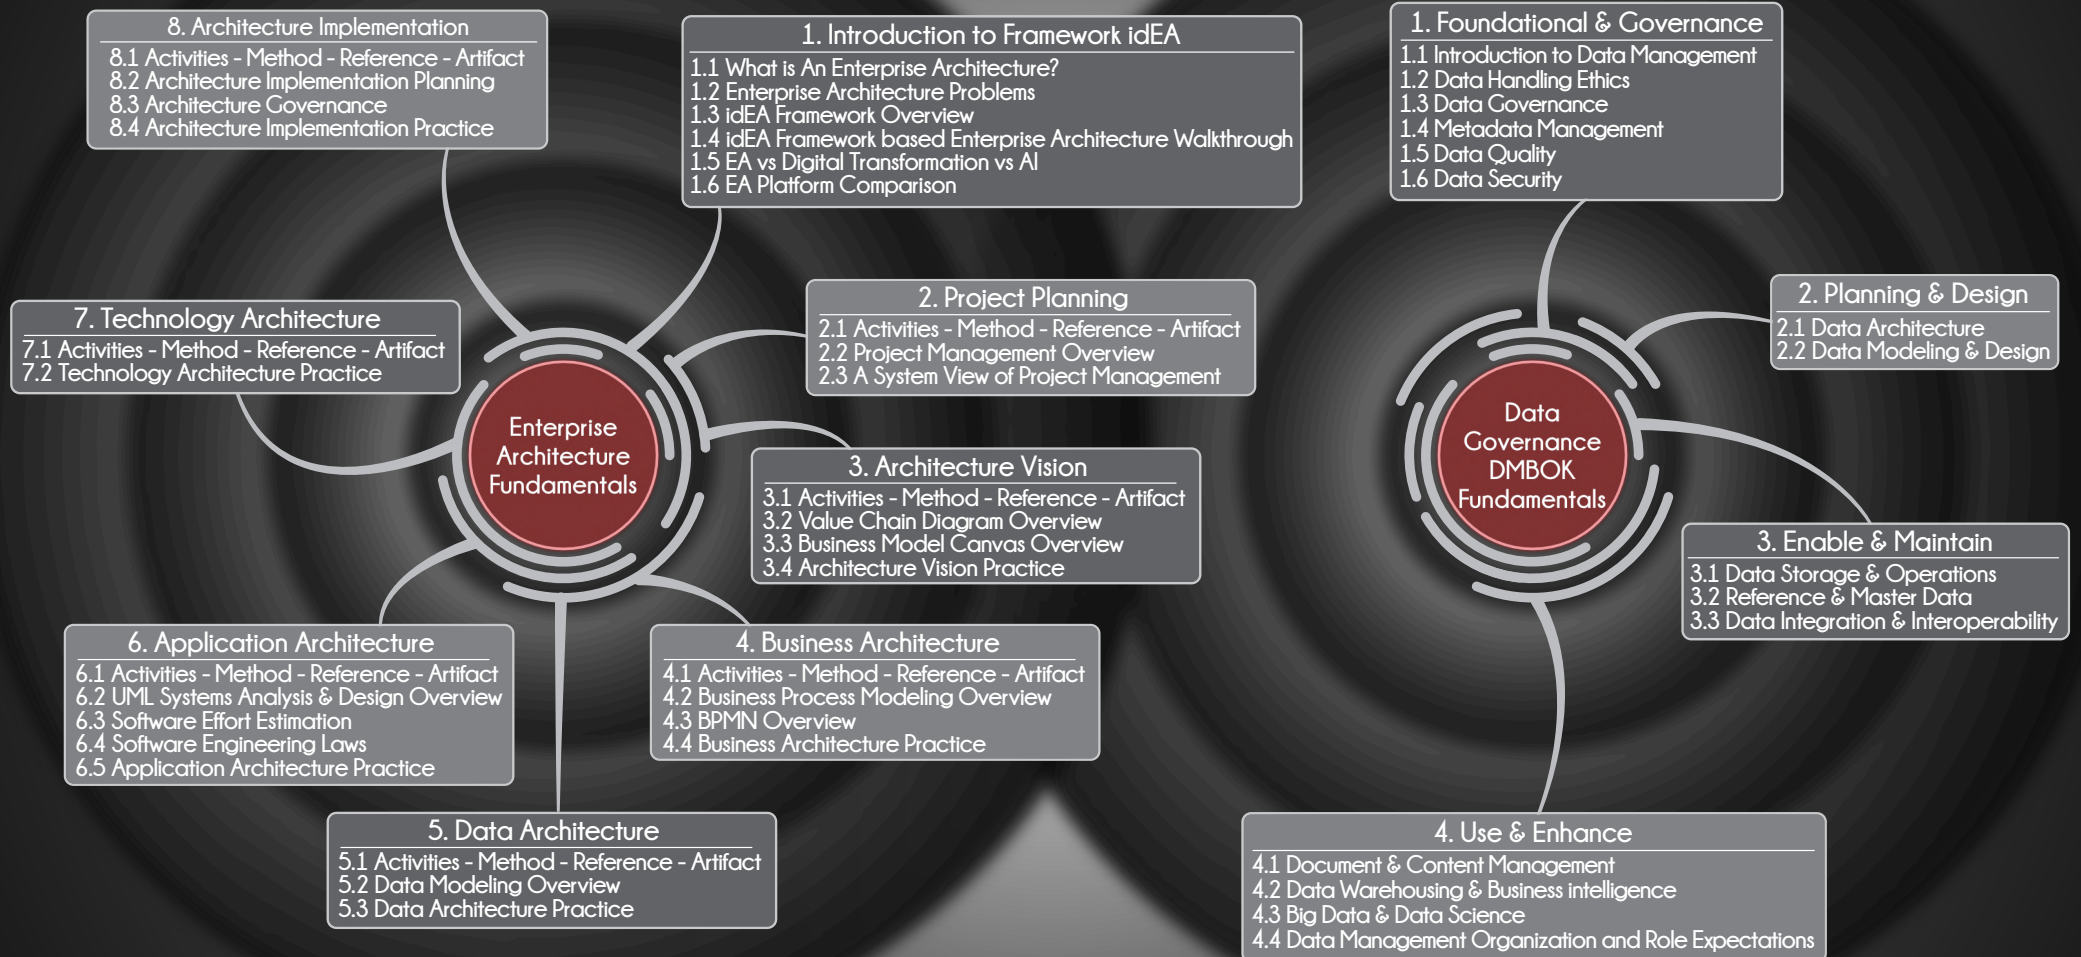 Enterprise
Architecture
Fundamentals
1. Introduction to Framework idEA
1.1 What is An Enterprise Architecture?
1.2 Enterprise Architecture Problems
1.3 idEA Framework Overview
1.4 idEA Framework based Enterprise Architecture Walkthrough
1.5 EA vs Digital Transformation vs AI
1.6 EA Platform Comparison
2. Project Planning
2.1 Activities - Method - Reference - Artifact
2.2 Project Management Overview
2.3 A System View of Project Management
3. Architecture Vision
3.1 Activities - Method - Reference - Artifact
3.2 Value Chain Diagram Overview
3.3 Business Model Canvas Overview
3.4 Architecture Vision Practice
4. Business Architecture
4.1 Activities - Method - Reference - Artifact
4.2 Business Process Modeling Overview
4.3 BPMN Overview
4.4 Business Architecture Practice
5. Data Architecture
5.1 Activities - Method - Reference - Artifact
5.2 Data Modeling Overview
5.3 Data Architecture Practice
6. Application Architecture
6.1 Activities - Method - Reference - Artifact
6.2 UML Systems Analysis & Design Overview
6.3 Software Effort Estimation
6.4 Software Engineering Laws
6.5 Application Architecture Practice
7. Technology Architecture
7.1 Activities - Method - Reference - Artifact
7.2 Technology Architecture Practice
8. Architecture Implementation
8.1 Activities - Method - Reference - Artifact
8.2 Architecture Implementation Planning
8.3 Architecture Governance
8.4 Architecture Implementation Practice
Data
Governance
DMBOK
Fundamentals
1. Foundational & Governance
1.1 Introduction to Data Management
1.2 Data Handling Ethics
1.3 Data Governance
1.4 Metadata Management
1.5 Data Quality
1.6 Data Security
2. Planning & Design
2.1 Data Architecture
2.2 Data Modeling & Design
3. Enable & Maintain
3.1 Data Storage & Operations
3.2 Reference & Master Data
3.3 Data Integration & Interoperability
4. Use & Enhance
4.1 Document & Content Management
4.2 Data Warehousing & Business intelligence
4.3 Big Data & Data Science
4.4 Data Management Organization and Role Expectations